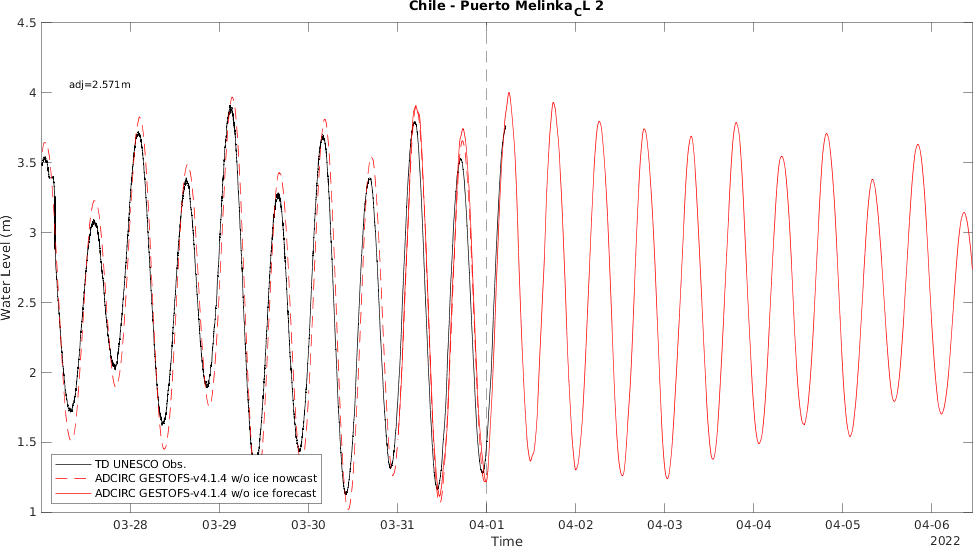 Chile - Puerto Melinka_CL 2
4.5
4
3.5
3
2.5
2
1.5
1
Water Level (m)
adj=2.571m
TD UNESCO Obs.
ADCIRC GESTOFS-v4.1.4 w/o ice nowcast
ADCIRC GESTOFS-v4.1.4 w/o ice forecast
03-28 03-29 03-30 03-31 04-01 04-02 04-03 04-04 04-05 04-06
Time
2022